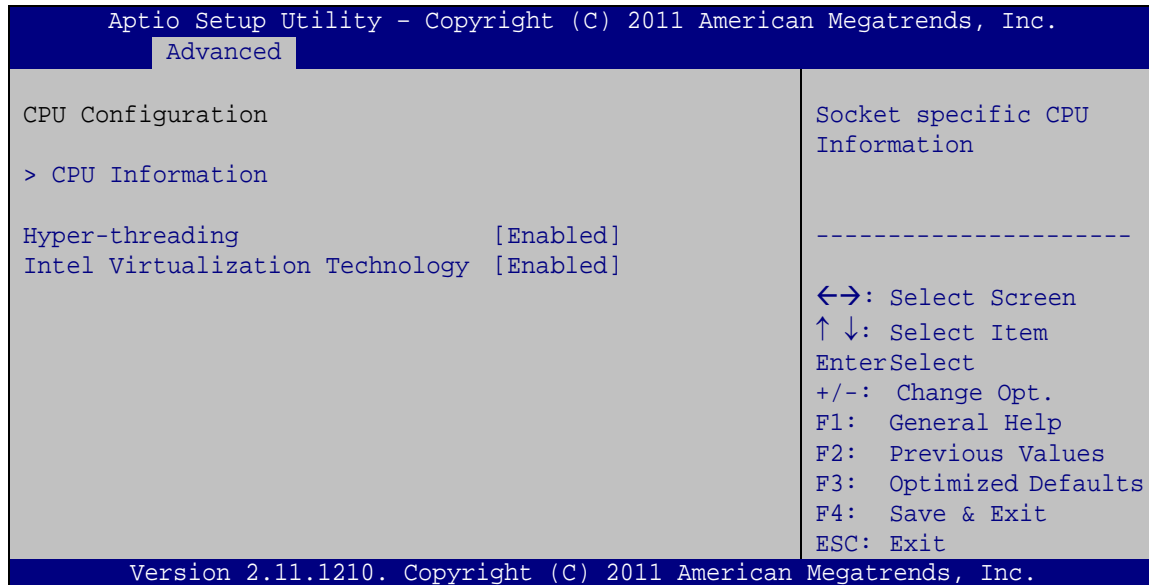 Aptio Setup Utility – Copyright (C) 2011 American Megatrends, Inc.
Advanced
CPU Configuration
> CPU Information
Hyper-threading [Enabled]
Intel Virtualization Technology [Enabled]
Socket specific CPU
Information
----------------------
←→: Select Screen
↑ ↓: Select Item
EnterSelect
+/-: Change Opt.
F1: General Help
F2: Previous Values
F3: Optimized Defaults
F4: Save & Exit
ESC: Exit
Version 2.11.1210. Copyright (C) 2011 American Megatrends, Inc.